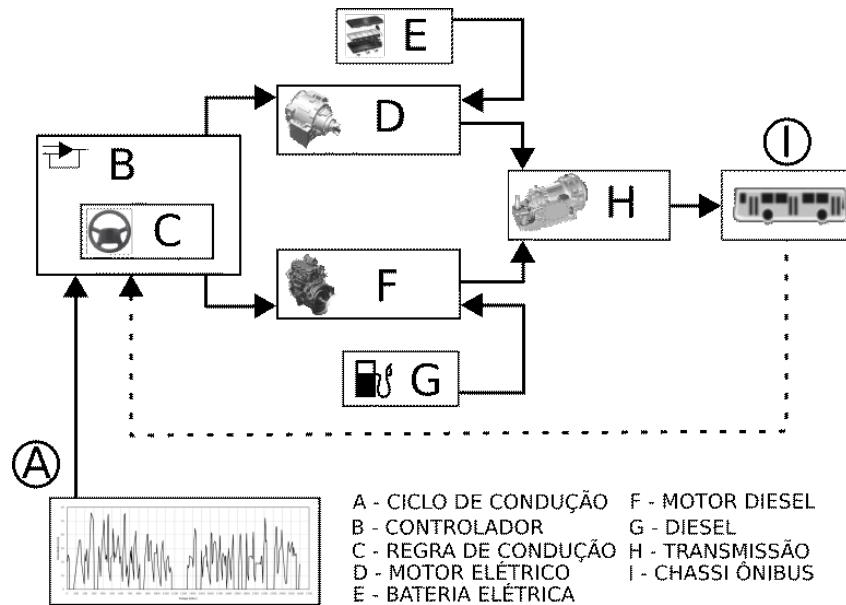 E
D
I
B
H
C
F
G
A
A - CICLO DE CONDUÇÃO
B - CONTROLADOR
C - REGRA DE CONDUÇÃO
D - MOTOR ELÉTRICO
E - BATERIA ELÉTRICA
F - MOTOR DIESEL
G - DIESEL
H - TRANSMISSÃO
I - CHASSI ÔNIBUS